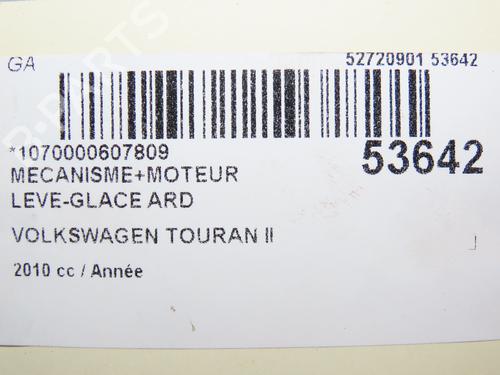 GA
52720901 53642
*1070000607809
53642
MECANISME+MOTEUR
LEVE-GLACE ARD
VOLKSWAGEN TOURAN II
2010 cc / Année